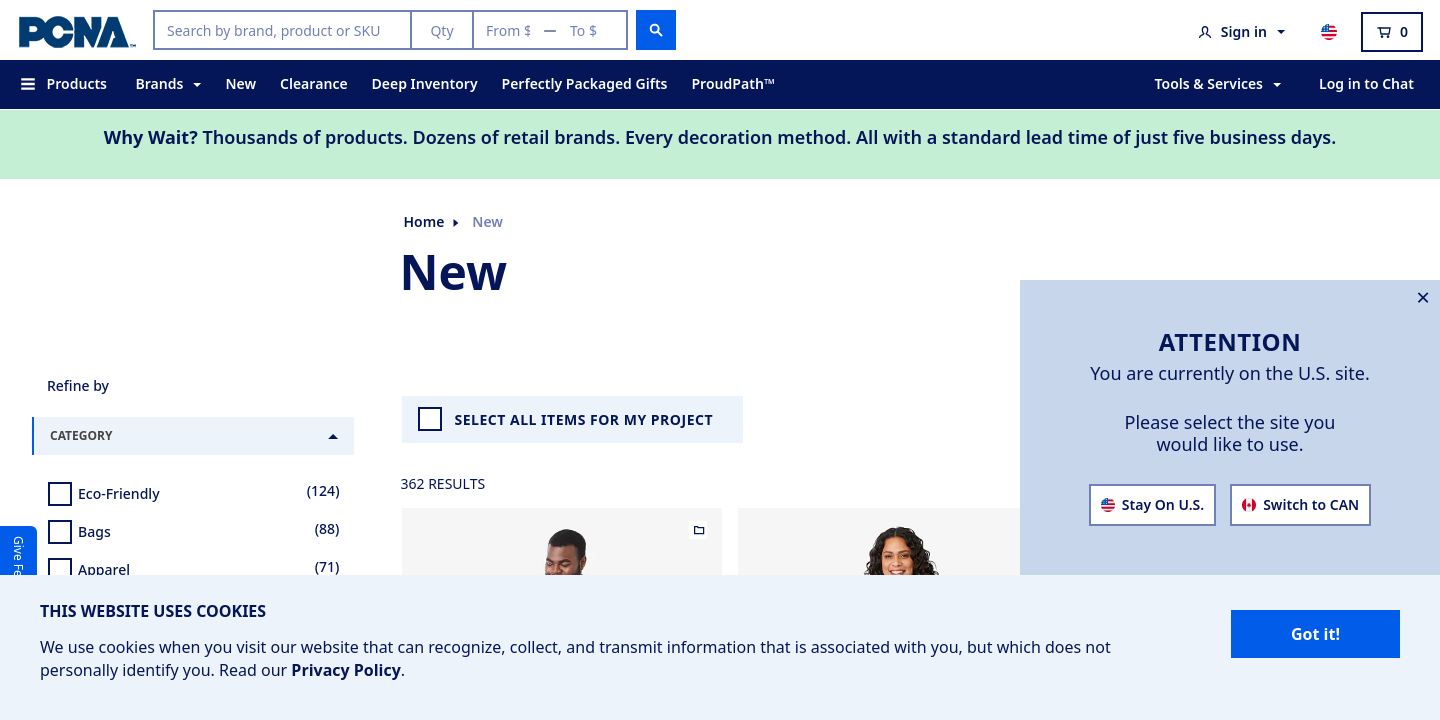 PCNA™
Search by brand, product or SKU
Qty
From $ — To $
Sign in
0
Products
Brands
New
Clearance
Deep Inventory
Perfectly Packaged Gifts
ProudPath™
Tools & Services
Log in to Chat
Why Wait? Thousands of products. Dozens of retail brands. Every decoration method. All with a standard lead time of just five business days.
Home
New
New
Refine by
CATEGORY
Eco-Friendly (124)
Bags (88)
Apparel (71)
Give Fe
SELECT ALL ITEMS FOR MY PROJECT
362 RESULTS
ATTENTION
You are currently on the U.S. site.
Please select the site you
would like to use.
Stay On U.S.
Switch to CAN
THIS WEBSITE USES COOKIES
We use cookies when you visit our website that can recognize, collect, and transmit information that is associated with you, but which does not
personally identify you. Read our Privacy Policy.
Got it!